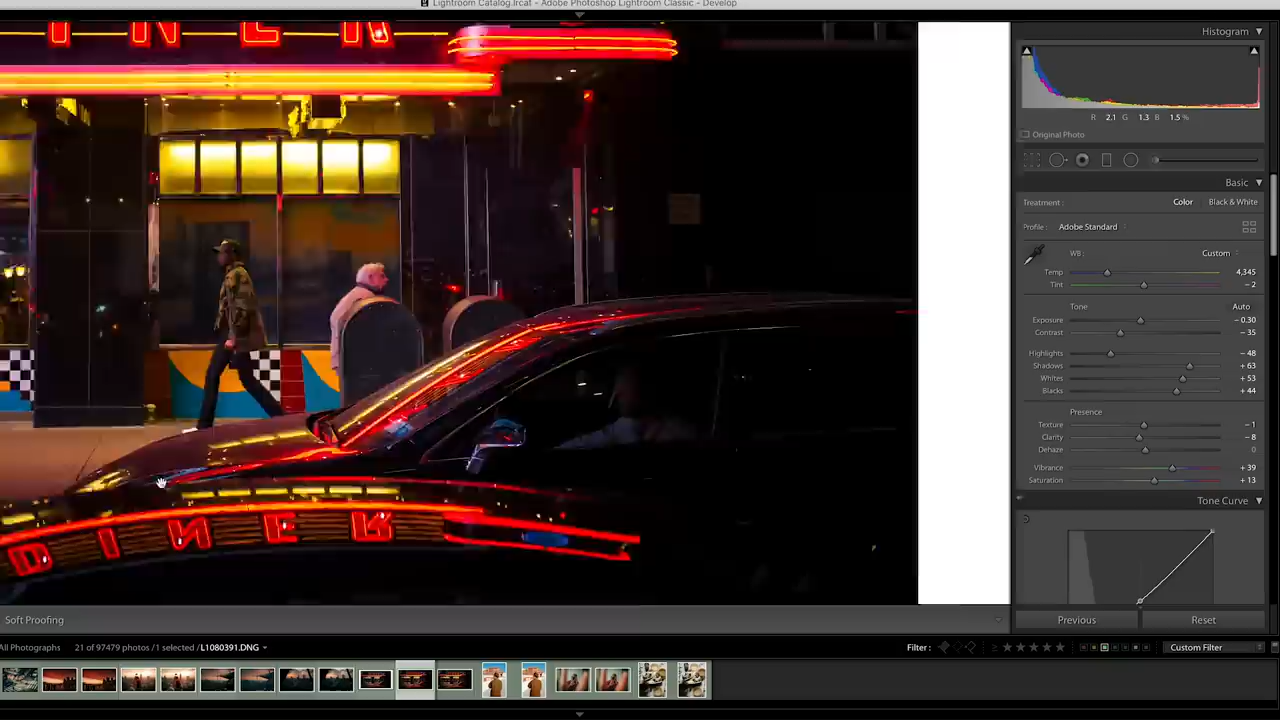 Lightroom Catalog.lrcat - Adobe Photoshop Lightroom Classic - Develop
INER
DINER
Histogram
R 2.1 G 1.3 B 1.5 %
Original Photo
Basic
Treatment : Color Black & White
Profile : Adobe Standard
WB : Custom
Temp 4,345
Tint − 2
Tone Auto
Exposure − 0.30
Contrast − 35
Highlights − 48
Shadows + 63
Whites + 53
Blacks + 44
Presence
Texture − 1
Clarity − 8
Dehaze 0
Vibrance + 39
Saturation + 13
Tone Curve
Soft Proofing
Previous Reset
All Photographs 21 of 97479 photos / 1 selected / L1080391.DNG
Filter : Custom Filter